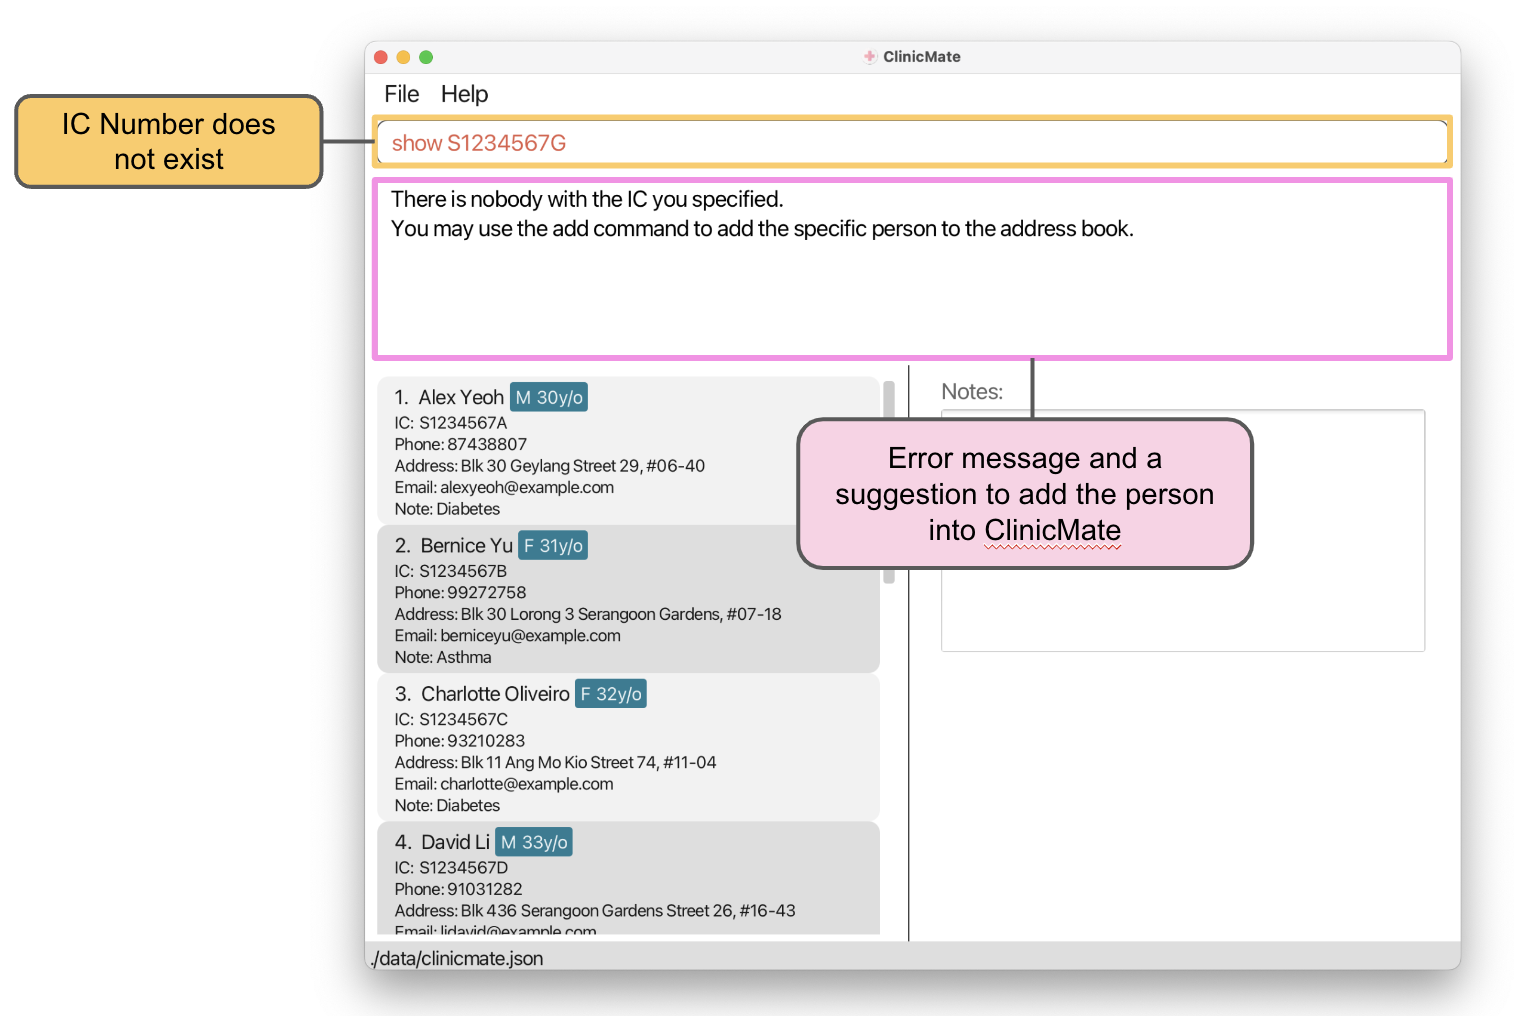 ClinicMate
File Help
IC Number does
not exist
show S1234567G
There is nobody with the IC you specified.
You may use the add command to add the specific person to the address book.
1. Alex Yeoh M 30y/o
IC: S1234567A
Phone: 87438807
Address: Blk 30 Geylang Street 29, #06-40
Email: alexyeoh@example.com
Note: Diabetes
2. Bernice Yu F 31y/o
IC: S1234567B
Phone: 99272758
Address: Blk 30 Lorong 3 Serangoon Gardens, #07-18
Email: berniceyu@example.com
Note: Asthma
3. Charlotte Oliveiro F 32y/o
IC: S1234567C
Phone: 93210283
Address: Blk 11 Ang Mo Kio Street 74, #11-04
Email: charlotte@example.com
Note: Diabetes
4. David Li M 33y/o
IC: S1234567D
Phone: 91031282
Address: Blk 436 Serangoon Gardens Street 26, #16-43
Email: lidavid@example.com
Notes:
Error message and a
suggestion to add the person
into ClinicMate
./data/clinicmate.json